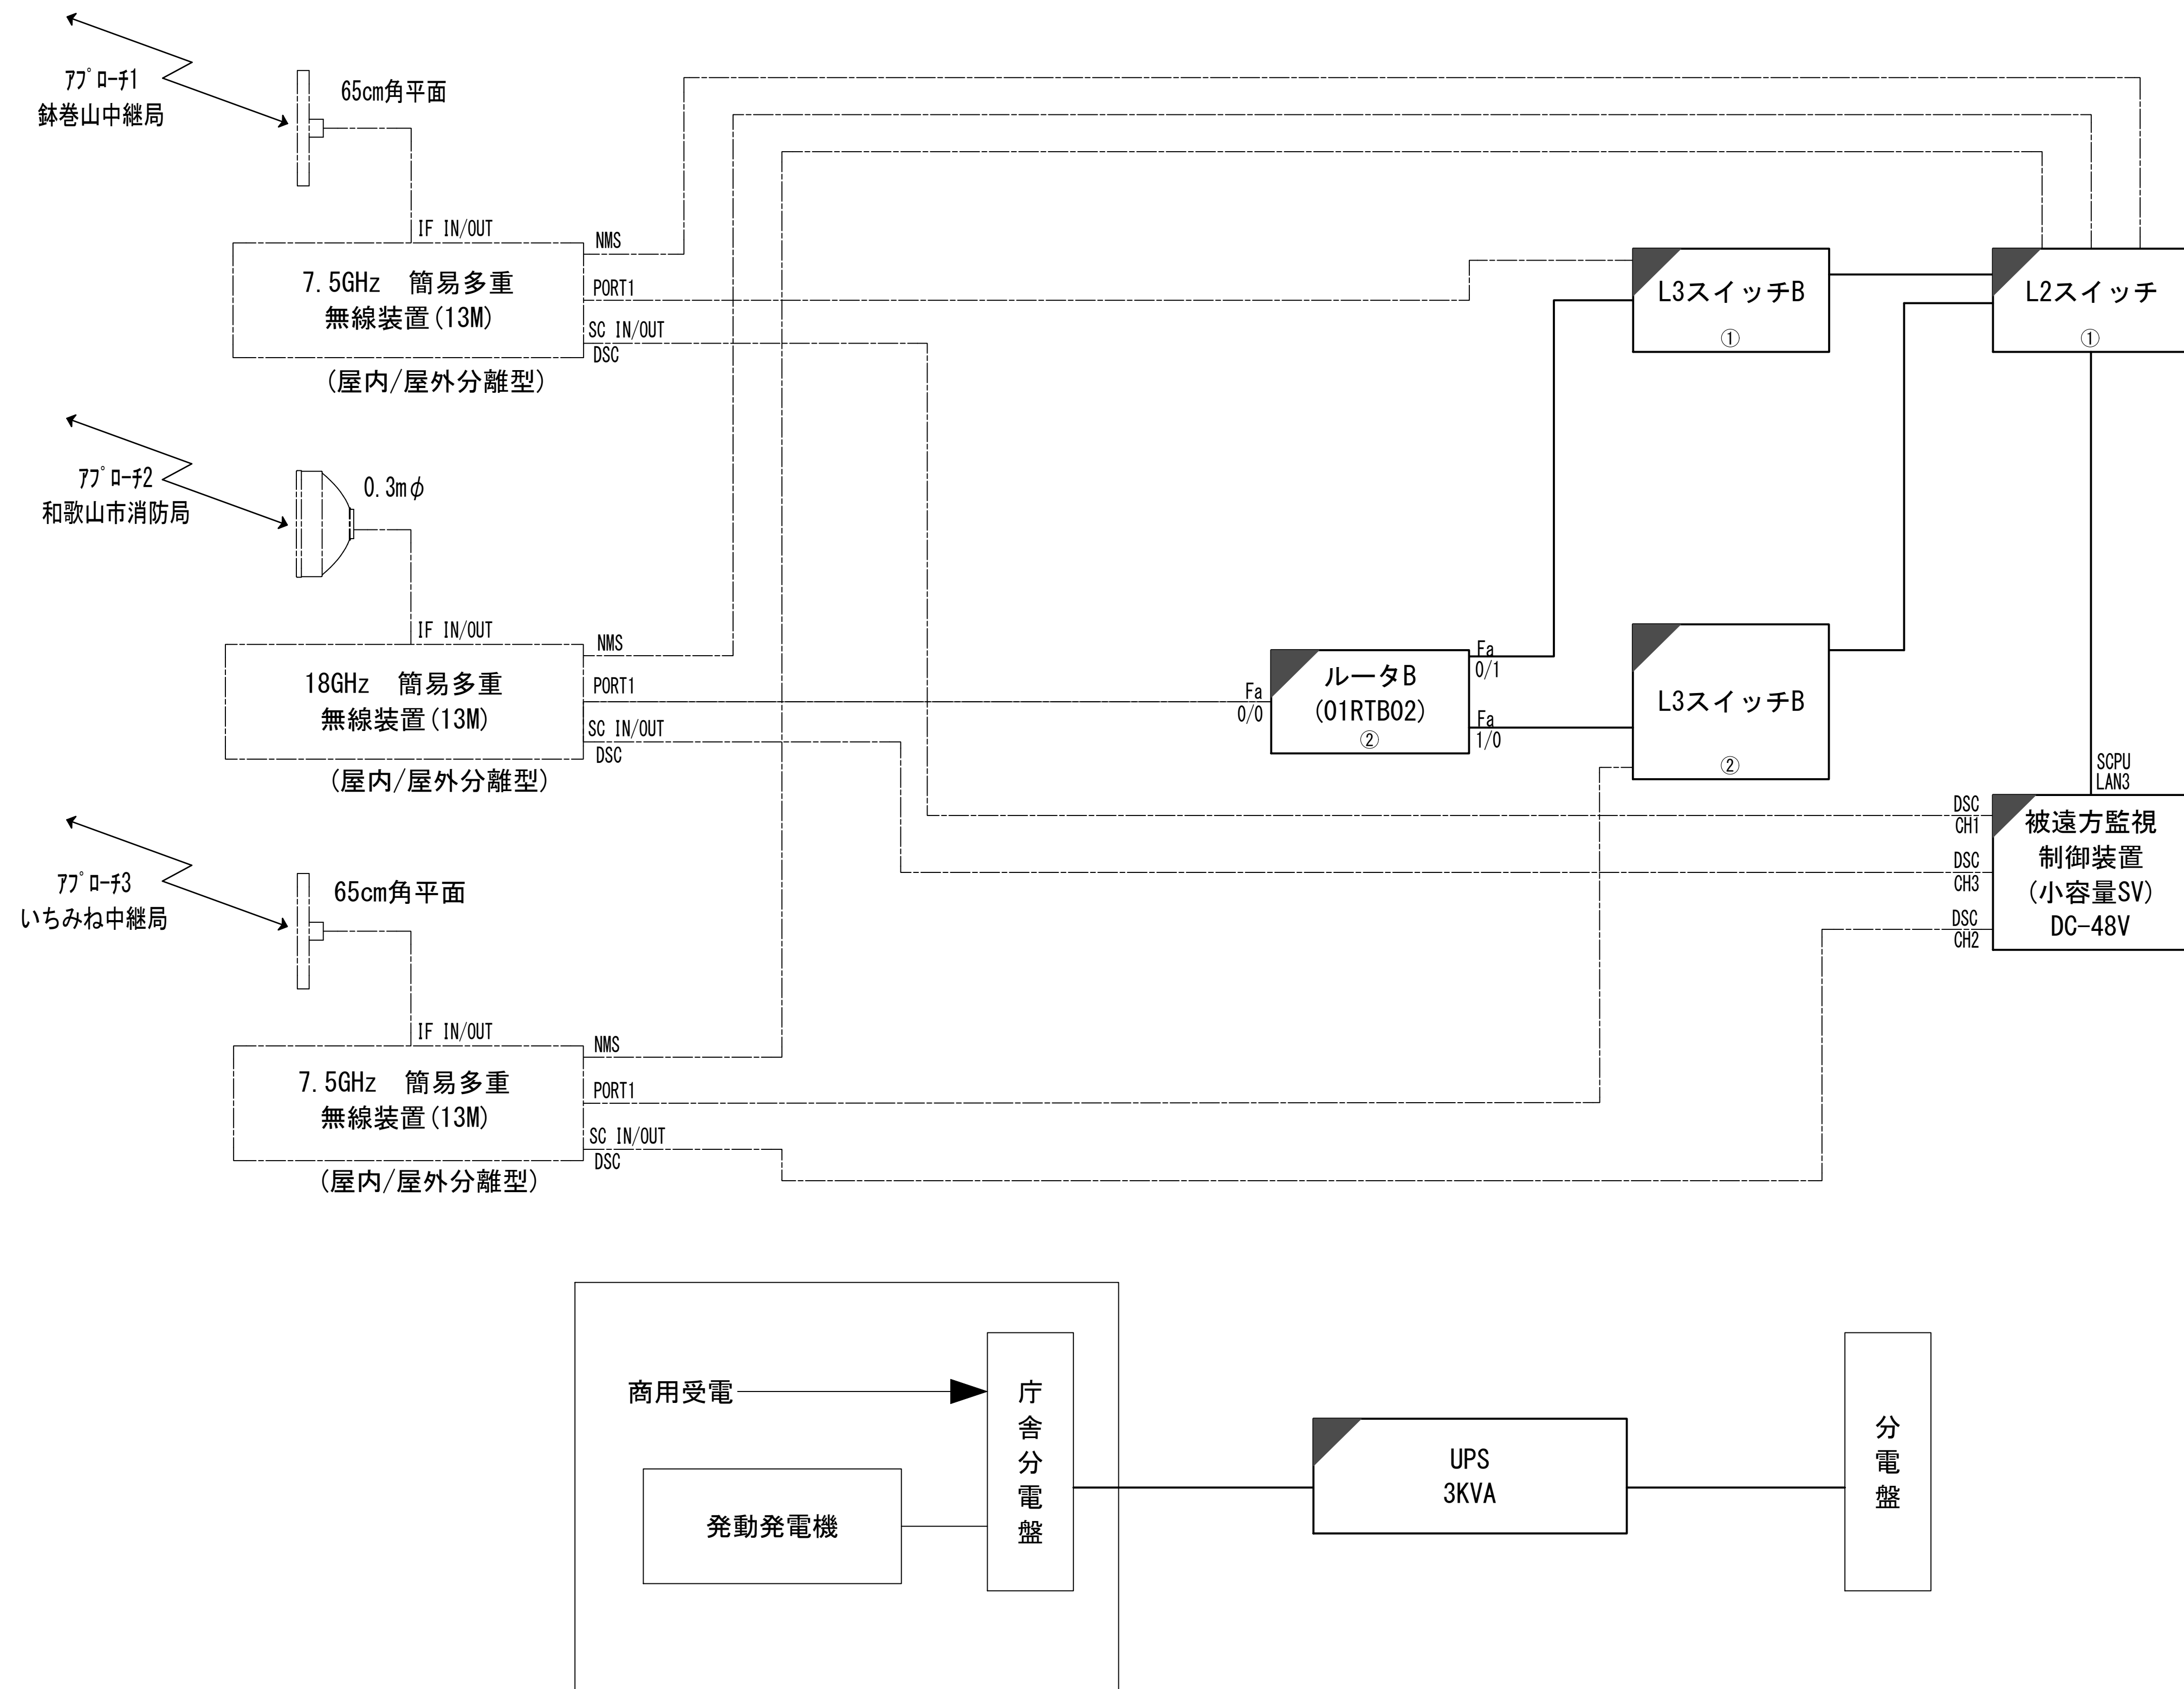 ｱﾌﾟﾛｰﾁ1
鉢巻山中継局
65cm角平面
IF IN/OUT
7.5GHz　簡易多重
無線装置(13M)
(屋内/屋外分離型)
NMS
PORT1
SC IN/OUT
DSC
L3スイッチB
①
L2スイッチ
①
ｱﾌﾟﾛｰﾁ2
和歌山市消防局
0.3mφ
IF IN/OUT
18GHz　簡易多重
無線装置(13M)
(屋内/屋外分離型)
NMS
PORT1
SC IN/OUT
DSC
Fa
0/0
ルータB
(01RTB02)
②
Fa
0/1
Fa
1/0
L3スイッチB
②
SCPU
LAN3
DSC
CH1
DSC
CH3
DSC
CH2
被遠方監視
制御装置
(小容量SV)
DC-48V
ｱﾌﾟﾛｰﾁ3
いちみね中継局
65cm角平面
IF IN/OUT
7.5GHz　簡易多重
無線装置(13M)
(屋内/屋外分離型)
NMS
PORT1
SC IN/OUT
DSC
商用受電
発動発電機
庁舎分電盤
UPS
3KVA
分電盤